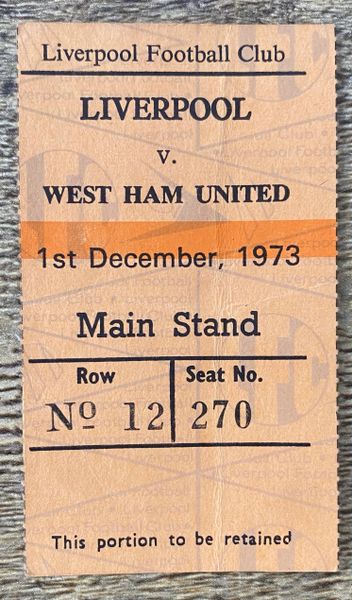 Liverpool Football Club
LIVERPOOL
v.
WEST HAM UNITED
1st December, 1973
Main Stand
Row Seat No.
Nº 12 270
This portion to be retained